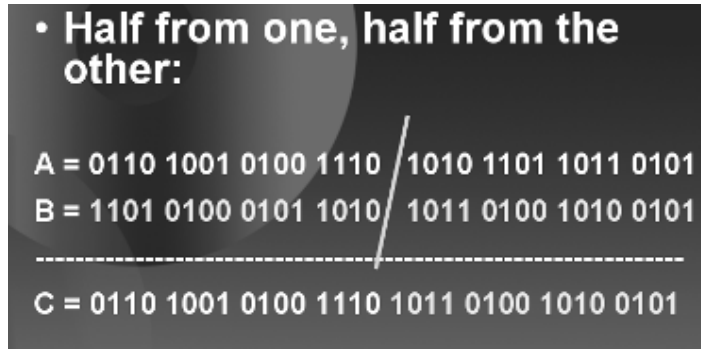 • Half from one, half from the
other:
A = 0110 1001 0100 1110 / 1010 1101 1011 0101
B = 1101 0100 0101 1010 / 1011 0100 1010 0101
--------------------------------------------------------------------
C = 0110 1001 0100 1110 1011 0100 1010 0101